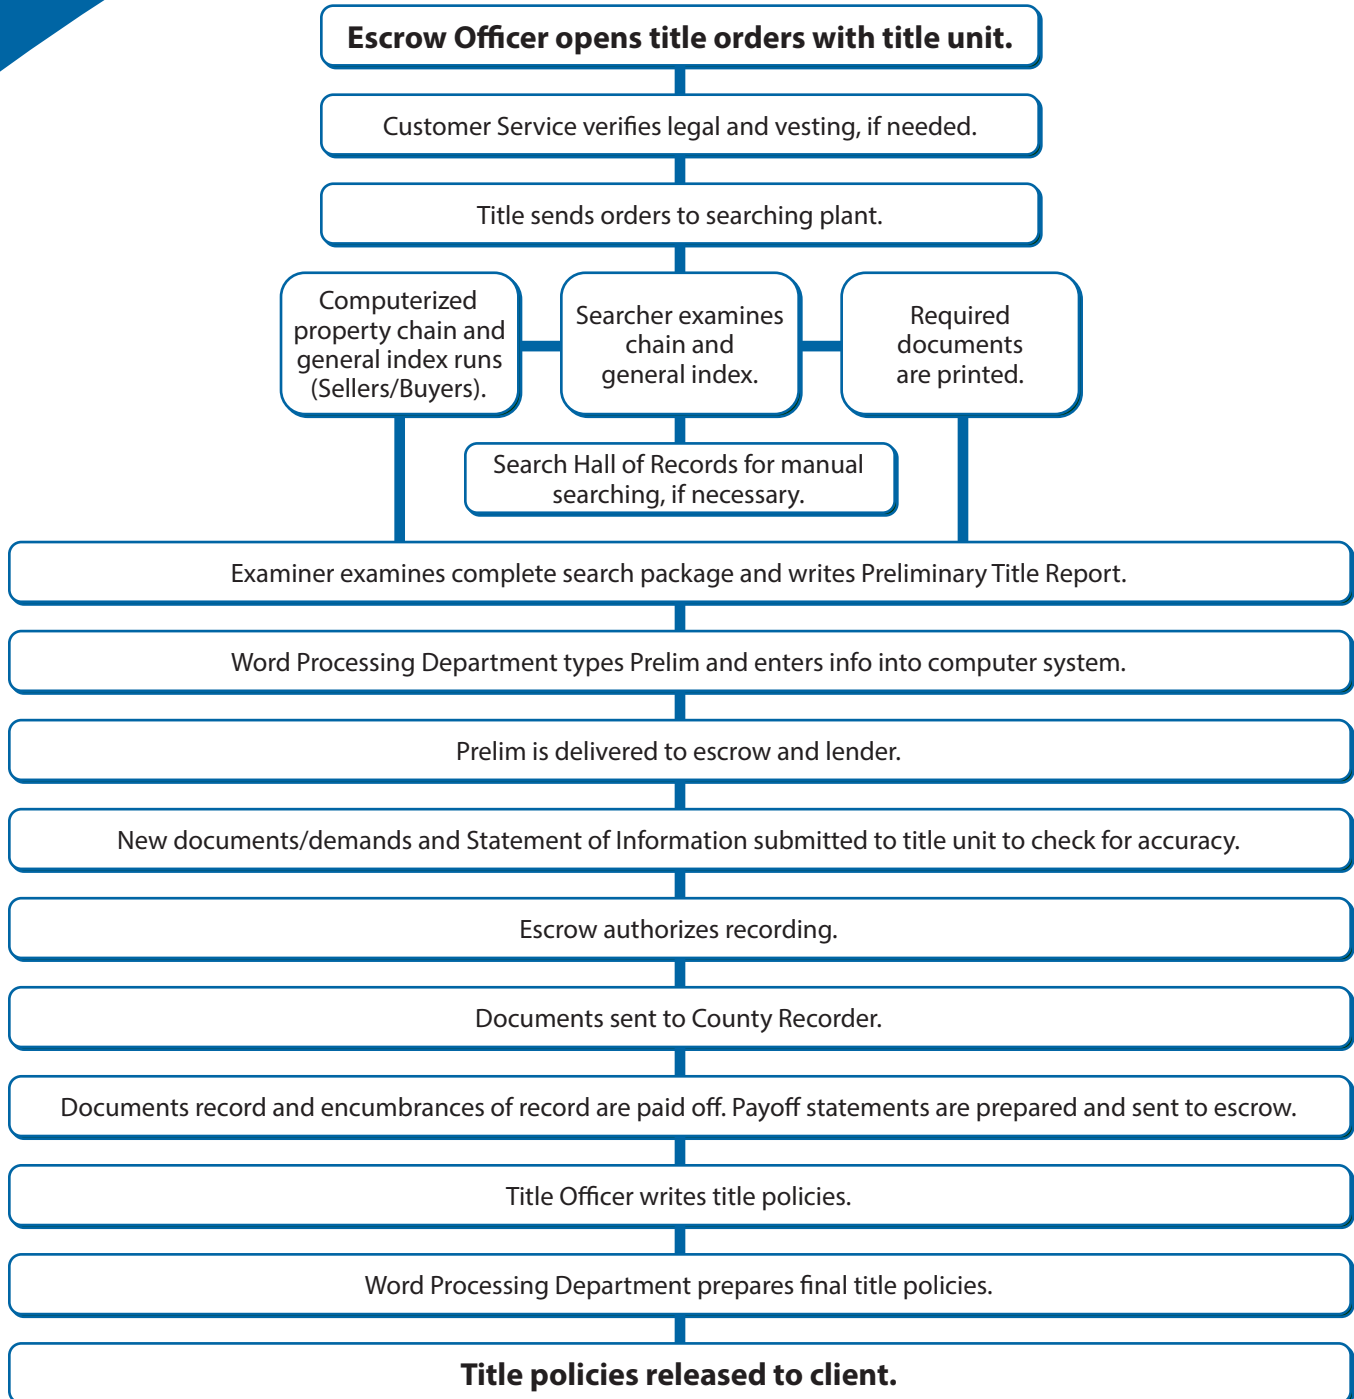 Escrow Officer opens title orders with title unit.
Customer Service verifies legal and vesting, if needed.
Title sends orders to searching plant.
Computerized
property chain and
general index runs
(Sellers/Buyers).
Searcher examines
chain and
general index.
Required
documents
are printed.
Search Hall of Records for manual
searching, if necessary.
Examiner examines complete search package and writes Preliminary Title Report.
Word Processing Department types Prelim and enters info into computer system.
Prelim is delivered to escrow and lender.
New documents/demands and Statement of Information submitted to title unit to check for accuracy.
Escrow authorizes recording.
Documents sent to County Recorder.
Documents record and encumbrances of record are paid off. Payoff statements are prepared and sent to escrow.
Title Officer writes title policies.
Word Processing Department prepares final title policies.
Title policies released to client.